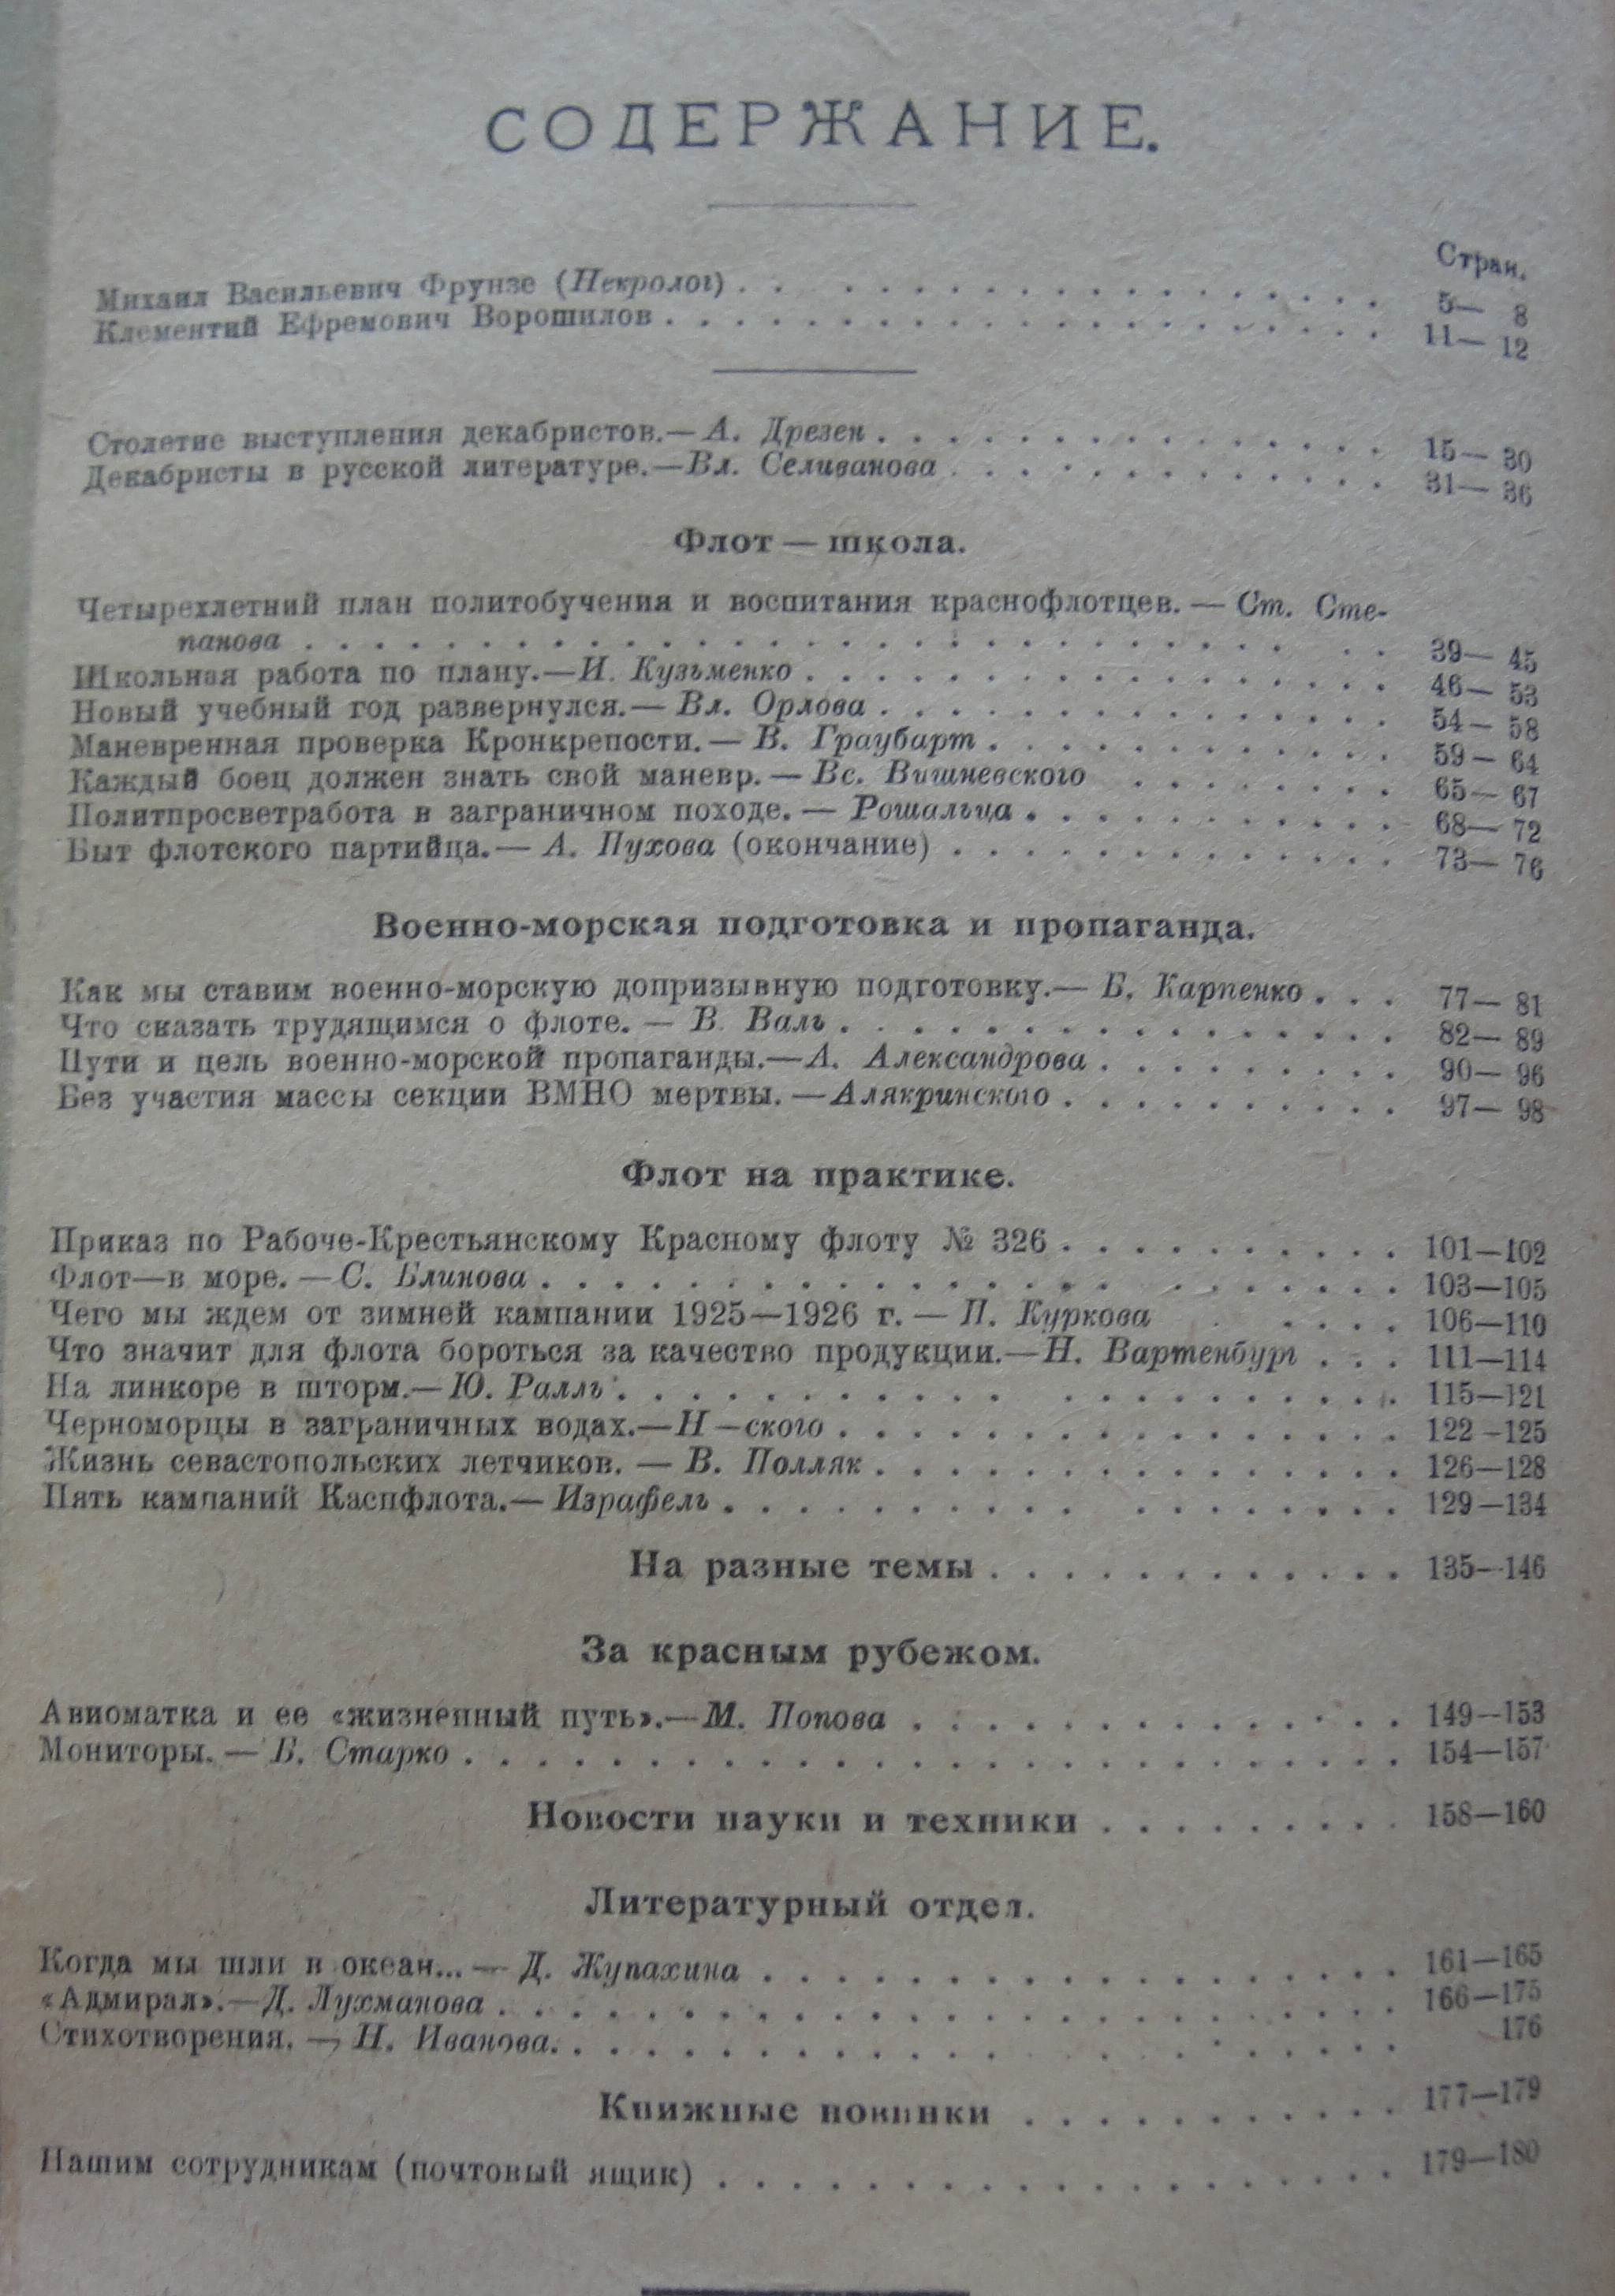 СОДЕРЖАНИЕ.
Стран.
Михаил Васильевич Фрунзе (Некролог) . . . . . . . . . . . . . . . . . 5— 8
Клементий Ефремович Ворошилов . . . . . . . . . . . . . . . . . . . . 11— 12
Столетие выступления декабристов.—А. Дрезен . . . . . . . . . . . . . . 15— 30
Декабристы в русской литературе.—Вл. Селиванова . . . . . . . . . . . . 31— 36
Флот — школа.
Четырехлетний план политобучения и воспитания краснофлотцев. — Ст. Сте-
панова . . . . . . . . . . . . . . . . . . . . . . . . . . . . . 39— 45
Школьная работа по плану.—И. Кузьменко . . . . . . . . . . . . . . . . 46— 53
Новый учебный год развернулся.— Вл. Орлова . . . . . . . . . . . . . . 54— 58
Маневренная проверка Кронкрепости.— В. Граубарт . . . . . . . . . . . 59— 64
Каждый боец должен знать свой маневр. — Вс. Вишневского . . . . . . . . 65— 67
Политпросветработа в заграничном походе. — Рошальца . . . . . . . . . . 68— 72
Быт флотского партийца.— А. Пухова (окончание) . . . . . . . . . . . . 73— 76
Военно-морская подготовка и пропаганда.
Как мы ставим военно-морскую допризывную подготовку.— Б. Карпенко . . . 77— 81
Что сказать трудящимся о флоте. — В. Валь . . . . . . . . . . . . . . . 82— 89
Пути и цель военно-морской пропаганды.—А. Александрова . . . . . . . . . 90— 96
Без участия массы секции ВМНО мертвы. —Алякринского . . . . . . . . . . 97— 98
Флот на практике.
Приказ по Рабоче-Крестьянскому Красному флоту № 326 . . . . . . . . . . 101—102
Флот—в море. —С. Блинова . . . . . . . . . . . . . . . . . . . . . . . 103—105
Чего мы ждем от зимней кампании 1925—1926 г. — П. Куркова . . . . . 106—110
Что значит для флота бороться за качество продукции.—Н. Вартенбург . . . 111—114
На линкоре в шторм.—Ю. Ралль . . . . . . . . . . . . . . . . . . . . 115—121
Черноморцы в заграничных водах.—Н—ского . . . . . . . . . . . . . . . . 122—125
Жизнь севастопольских летчиков. — В. Полляк . . . . . . . . . . . . . . . 126—128
Пять кампаний Каспфлота.— Израфель . . . . . . . . . . . . . . . . . . 129—134
На разные темы . . . . . . . . . . . . 135—146
За красным рубежом.
Авиоматка и ее «жизненный путь».—М. Попова . . . . . . . . . . . . . . 149—153
Мониторы. — Б. Старко . . . . . . . . . . . . . . . . . . . . . . . . . . 154—157
Новости науки и техники . . . . . . . . . 158—160
Литературный отдел.
Когда мы шли в океан... — Д. Жупахина . . . . . . . . . . . . . . . . . . 161—165
«Адмирал».—Д. Лухманова . . . . . . . . . . . . . . . . . . . . . . . . . 166—175
Стихотворения. — Н. Иванова. . . . . . . . . . . . . . . . . . . . . . . 176
Книжные новинки . . . . . . . . . . . 177—179
Нашим сотрудникам (почтовый ящик) . . . . . . . . . . . . . . . . . . . 179—180